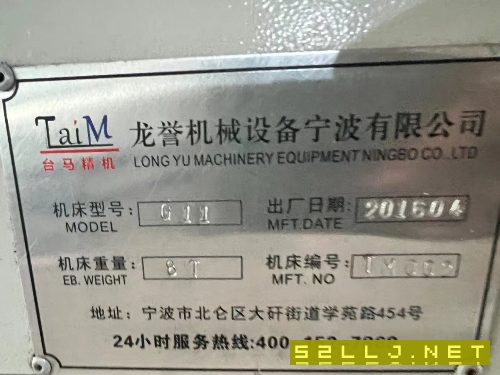 TaiM
台马精机
龙誉机械设备宁波有限公司
LONG YU MACHINERY EQUIPMENT NINGBO CO.,LTD
机床型号: G11
MODEL
出厂日期: 201604
MFT.DATE
机床重量: 8T
EB. WEIGHT
机床编号:
MFT. NO
地址: 宁波市北仑区大矸街道学苑路454号
24小时服务热线:400
52LLJ.NET